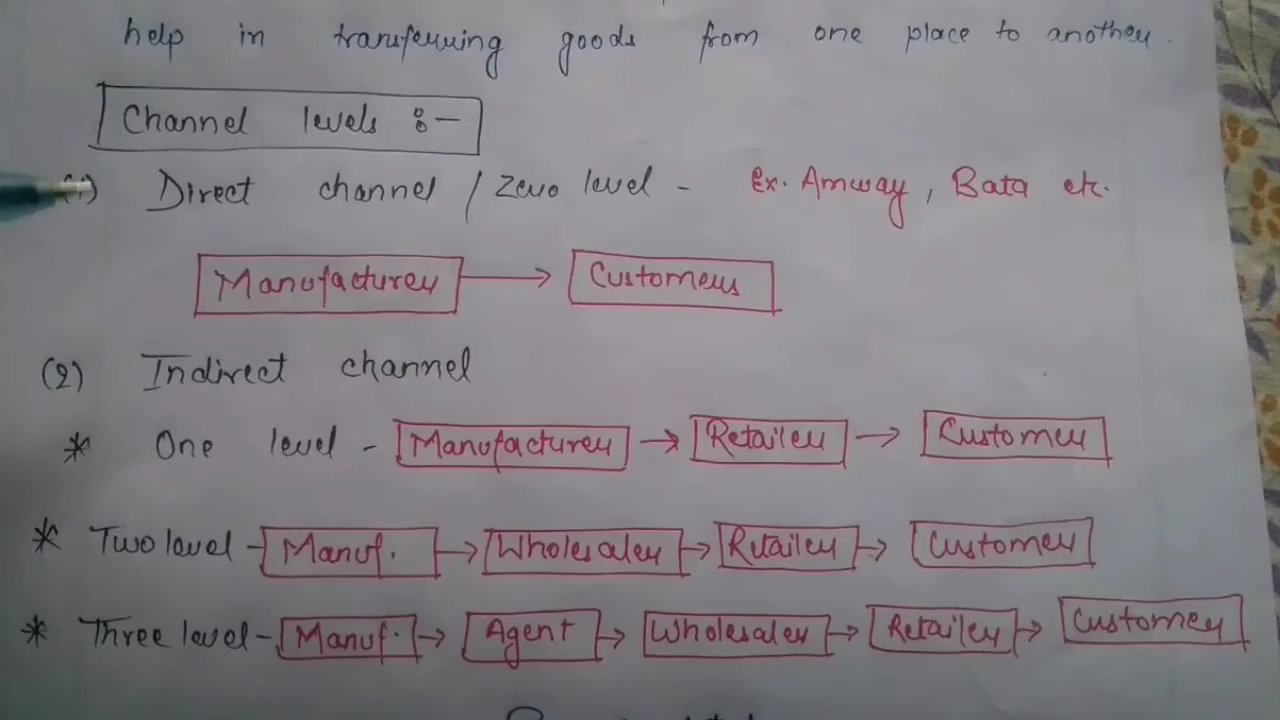 help in transferring goods from one place to another.
Channel levels :-
(1) Direct channel / Zero level - Ex. Amway, Bata etc.
Manufacturer → Customers
(2) Indirect channel
* One level - Manufacturer → Retailer → Customer
* Two level - Manuf. → Wholesaler → Retailer → Customer
* Three level - Manuf. → Agent → Wholesaler → Retailer → Customer